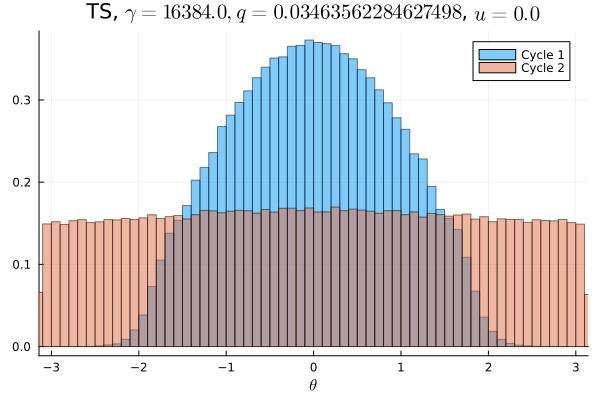 TS, γ = 16384.0, q = 0.03463562284627498, u = 0.0
Cycle 1
Cycle 2
0.3
0.2
0.1
0.0
−3 −2 −1 0 1 2 3
θ